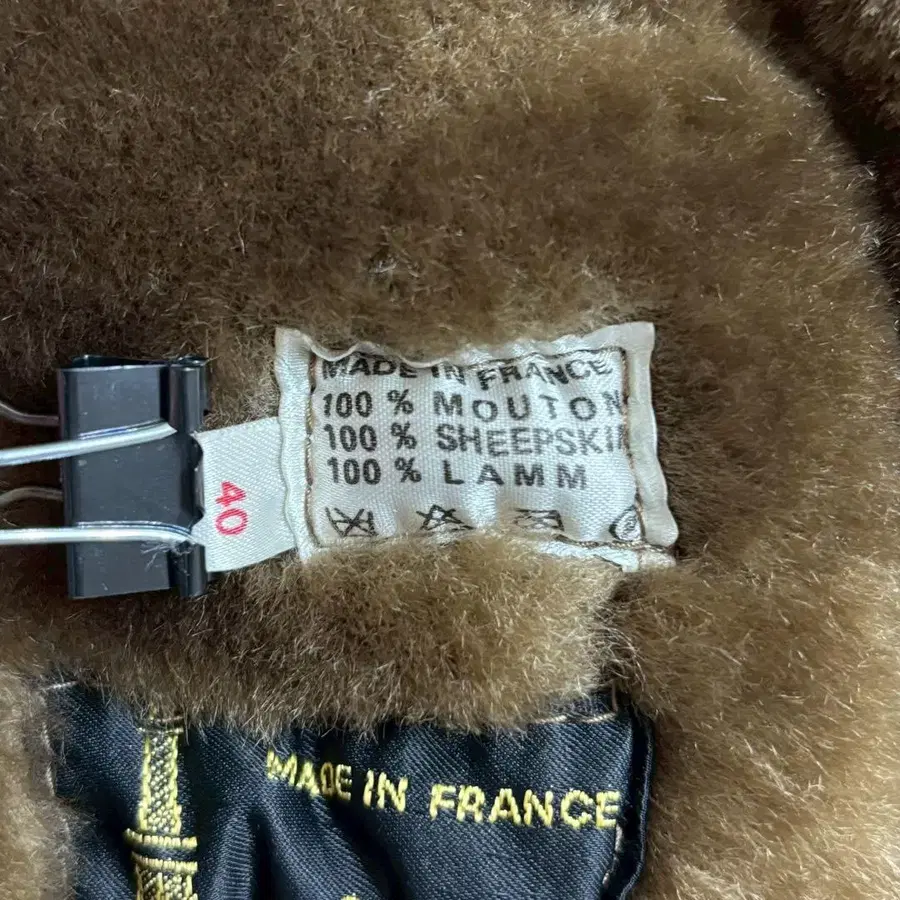 MADE IN FRANCE
100 % MOUTON
100 % SHEEPSKIN
100 % LAMM
40
MADE IN FRANCE